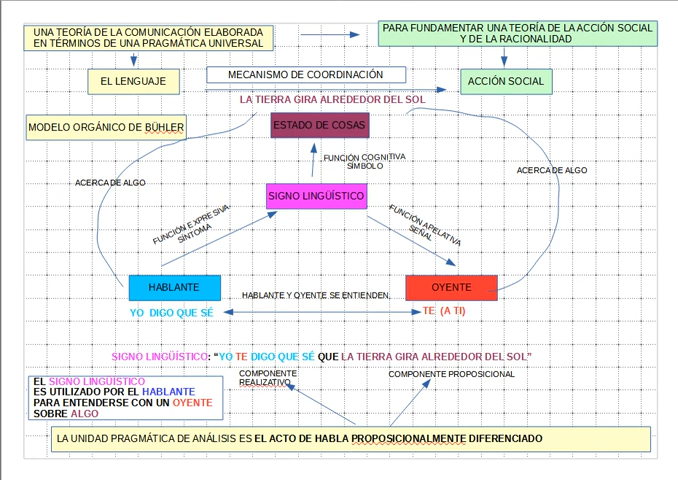 UNA TEORÍA DE LA COMUNICACIÓN ELABORADA
EN TÉRMINOS DE UNA PRAGMÁTICA UNIVERSAL
PARA FUNDAMENTAR UNA TEORÍA DE LA ACCIÓN SOCIAL
Y DE LA RACIONALIDAD
EL LENGUAJE
MECANISMO DE COORDINACIÓN
ACCIÓN SOCIAL
LA TIERRA GIRA ALREDEDOR DEL SOL
MODELO ORGÁNICO DE BÜHLER
ESTADO DE COSAS
FUNCIÓN COGNITIVA
SÍMBOLO
ACERCA DE ALGO
ACERCA DE ALGO
SIGNO LINGÜÍSTICO
FUNCIÓN EXPRESIVA
SÍNTOMA
FUNCIÓN APELATIVA
SEÑAL
HABLANTE
OYENTE
HABLANTE Y OYENTE SE ENTIENDEN
YO DIGO QUE SÉ
TE (A TI)
SIGNO LINGÜÍSTICO: “YO TE DIGO QUE SÉ QUE LA TIERRA GIRA ALREDEDOR DEL SOL”
COMPONENTE
REALIZATIVO
COMPONENTE PROPOSICIONAL
EL SIGNO LINGUISTICO
ES UTILIZADO POR EL HABLANTE
PARA ENTENDERSE CON UN OYENTE
SOBRE ALGO
LA UNIDAD PRAGMÁTICA DE ANÁLISIS ES EL ACTO DE HABLA PROPOSICIONALMENTE DIFERENCIADO